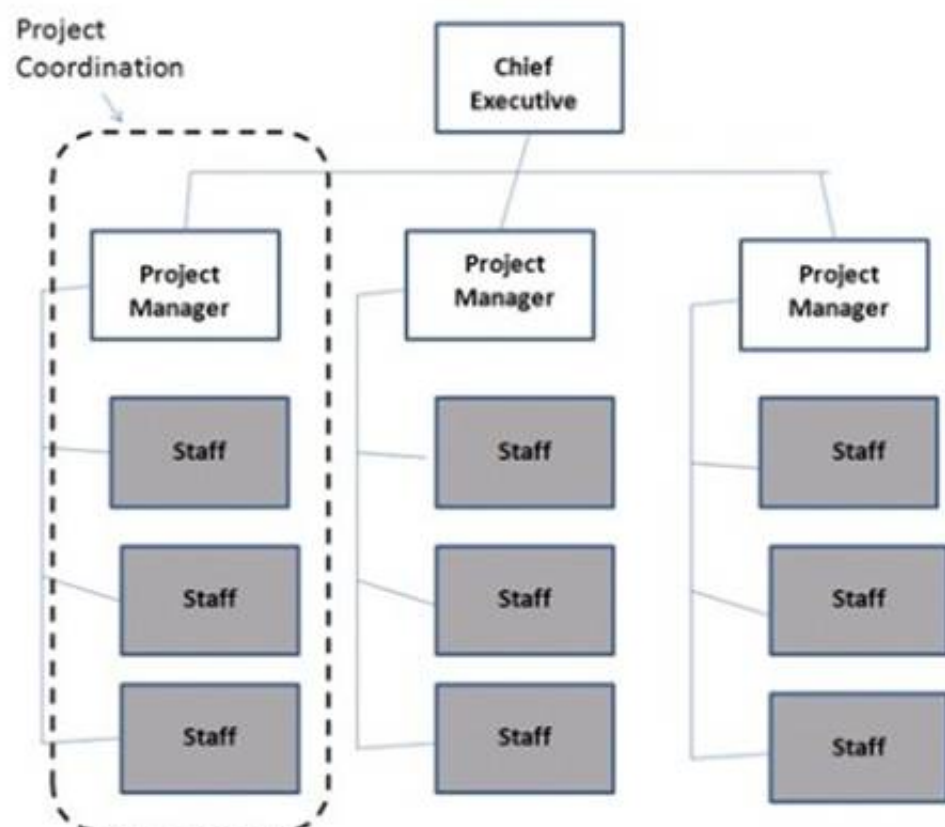 Project
Coordination
Chief
Executive
Project
Manager
Project
Manager
Project
Manager
Staff
Staff
Staff
Staff
Staff
Staff
Staff
Staff
Staff